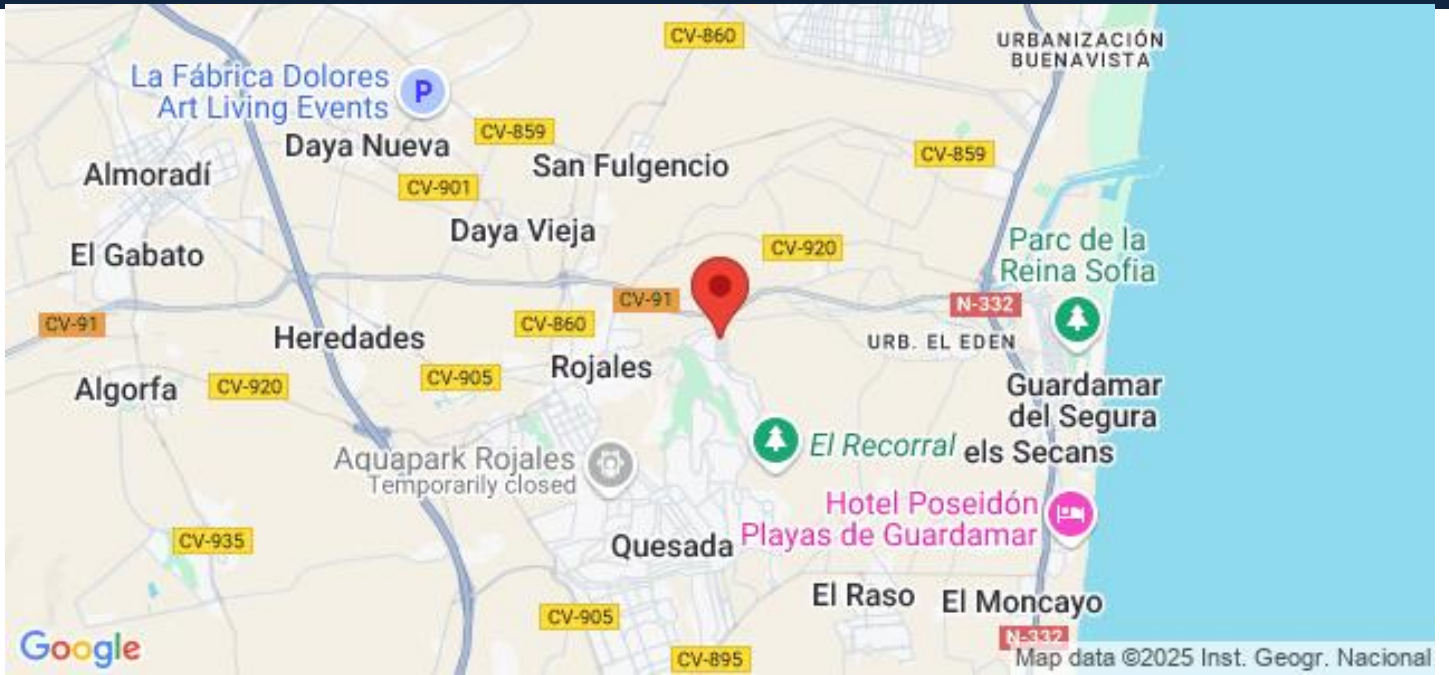 CV-860
URBANIZACIÓN
BUENAVISTA
La Fábrica Dolores
Art Living Events
P
Daya Nueva
CV-859
San Fulgencio
CV-859
Almoradí
CV-901
Daya Vieja
El Gabato
CV-920
Parc de la
Reina Sofia
CV-91
N-332
CV-91
CV-860
Heredades
URB. EL EDEN
Rojales
CV-905
Algorfa
CV-920
Guardamar
del Segura
El Recorral
els Secans
Aquapark Rojales
Temporarily closed
Hotel Poseidón
Playas de Guardamar
CV-935
Quesada
El Raso
El Moncayo
CV-905
N-332
Google
CV-895
Map data ©2025 Inst. Geogr. Nacional